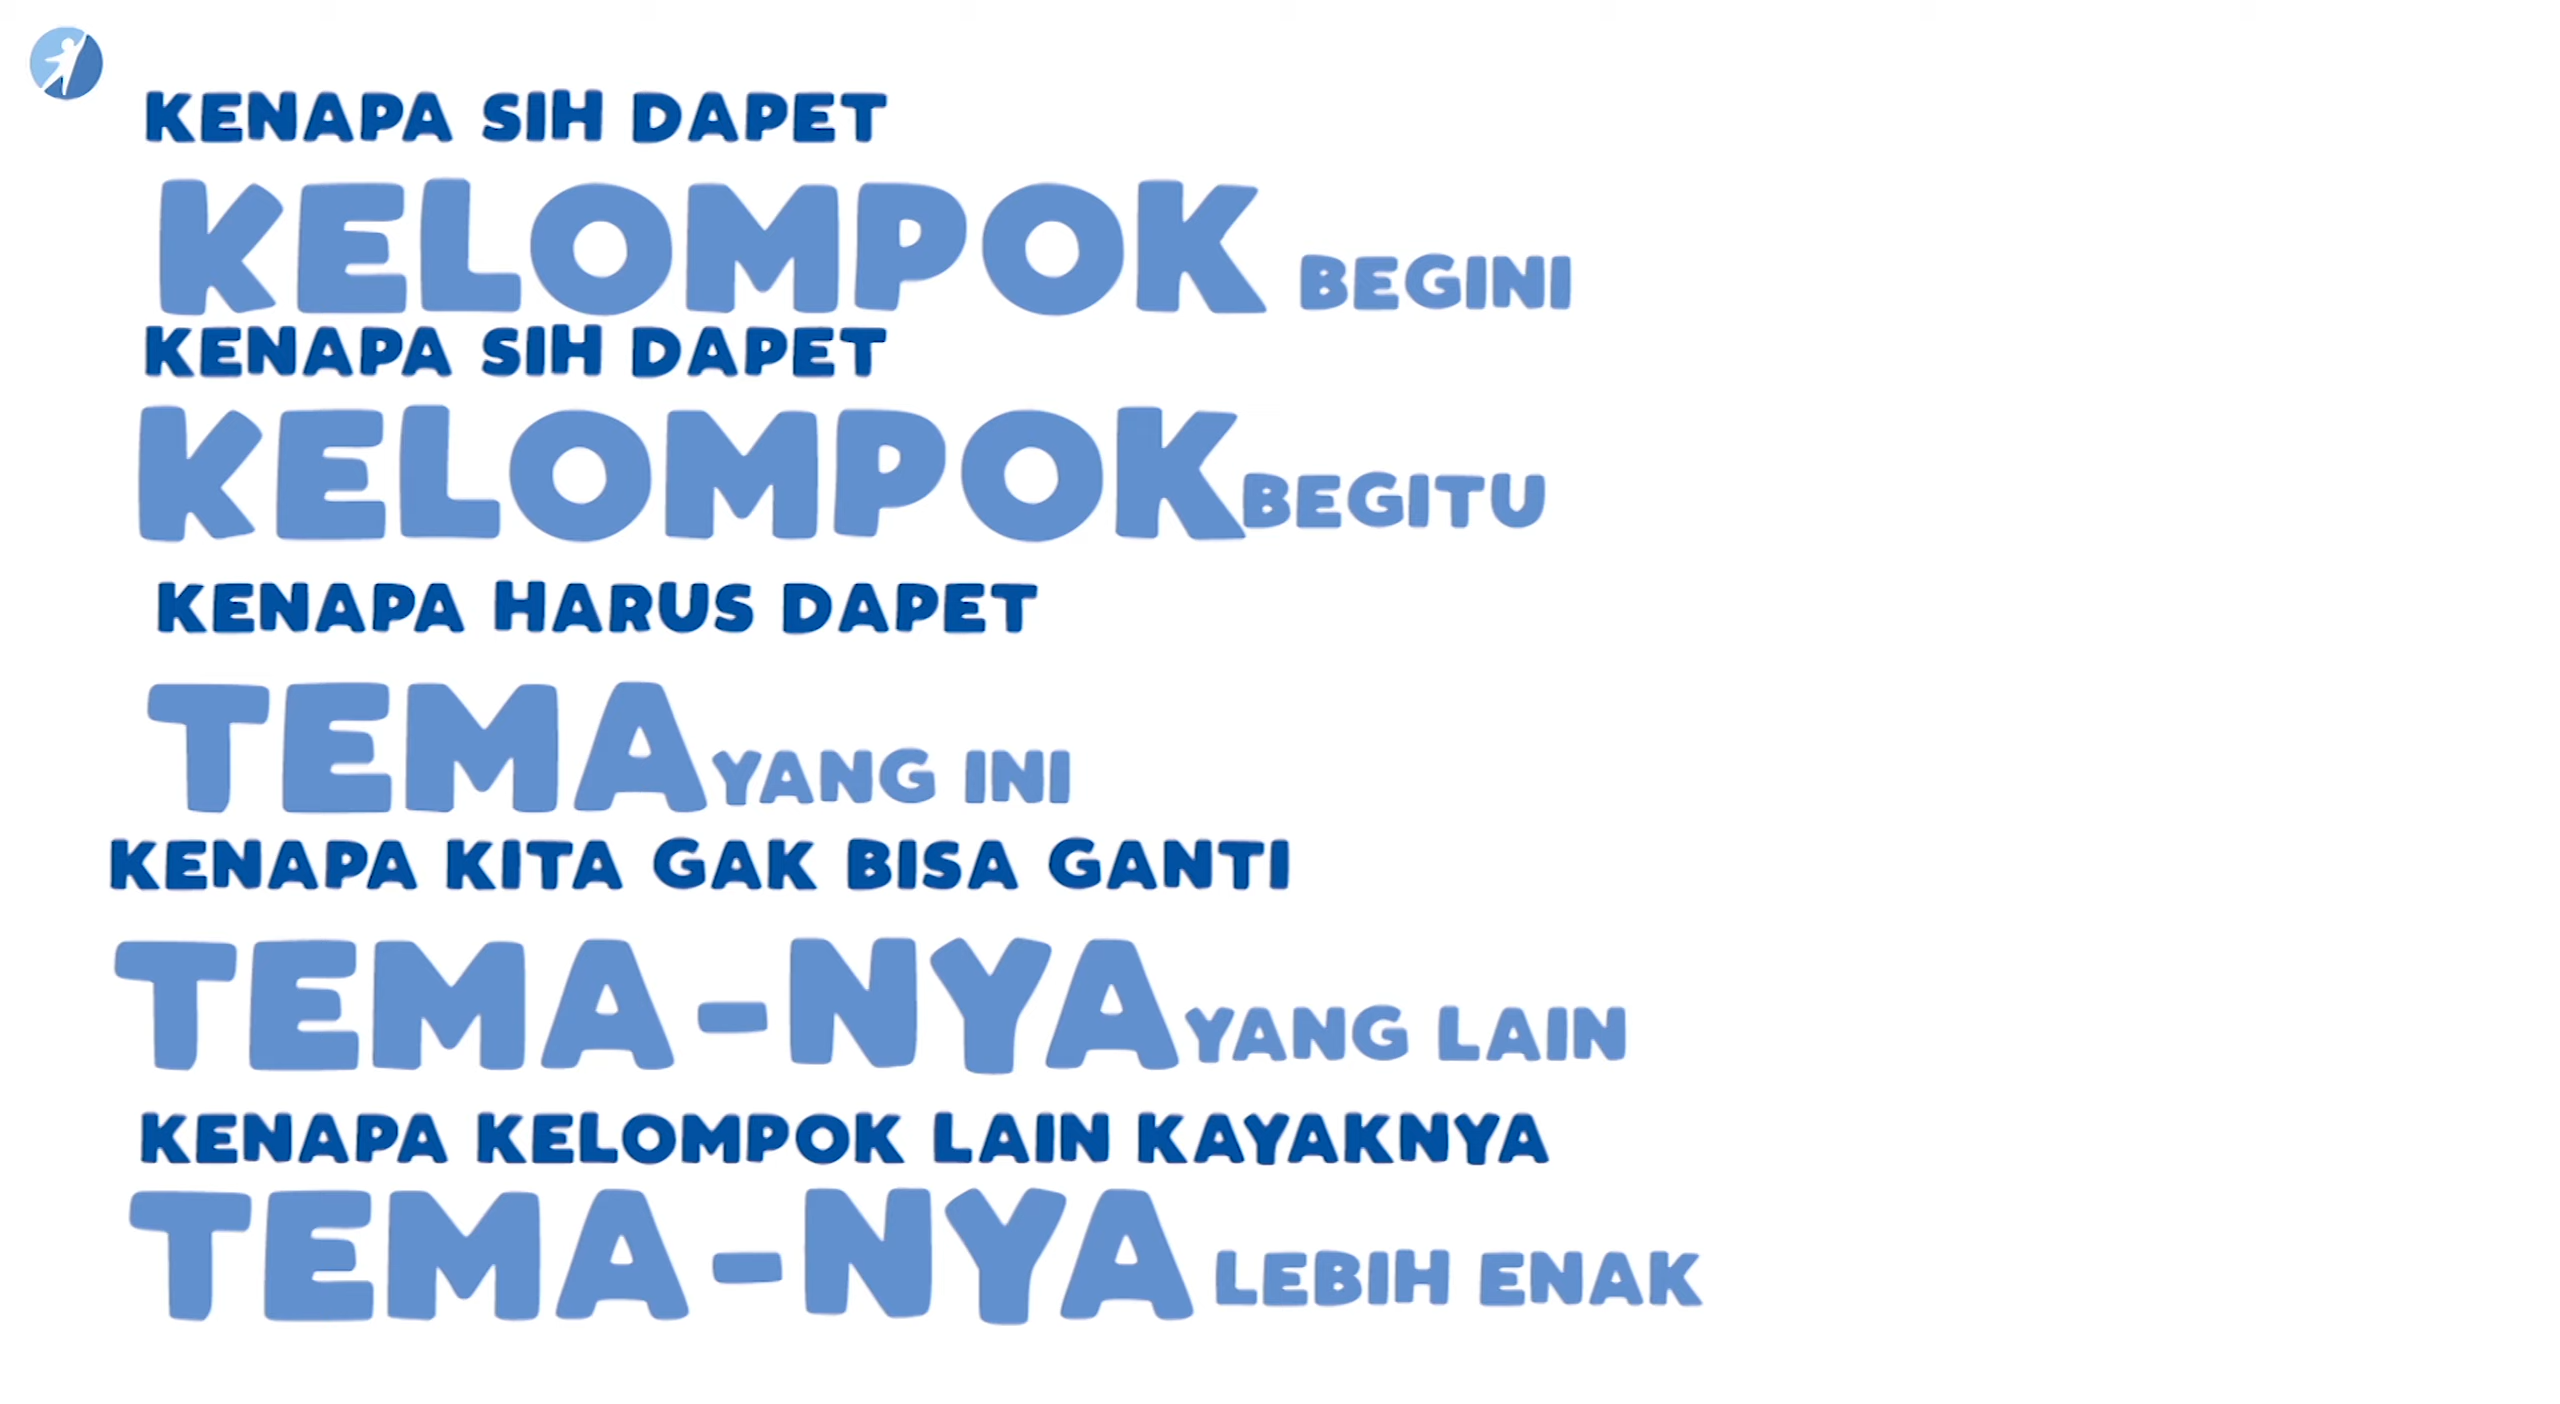 KENAPA SIH DAPET
KELOMPOK BEGINI
KENAPA SIH DAPET
KELOMPOK BEGITU
KENAPA HARUS DAPET
TEMA YANG INI
KENAPA KITA GAK BISA GANTI
TEMA-NYA YANG LAIN
KENAPA KELOMPOK LAIN KAYAKNYA
TEMA-NYA LEBIH ENAK